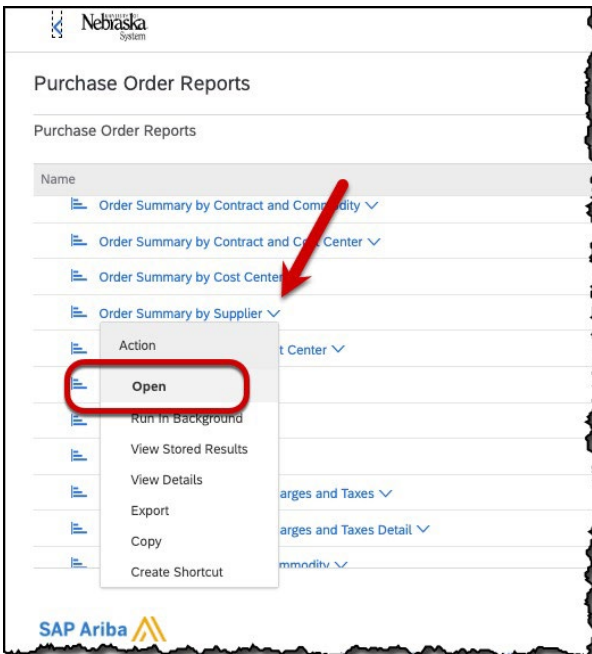 Nebraska
System
Purchase Order Reports
Purchase Order Reports
Name
Order Summary by Contract and Commodity
Order Summary by Contract and Cost Center
Order Summary by Cost Center
Order Summary by Supplier
Action
t Center
Open
Run In Background
View Stored Results
View Details
arges and Taxes
Export
arges and Taxes Detail
Copy
mmodity
Create Shortcut
SAP Ariba